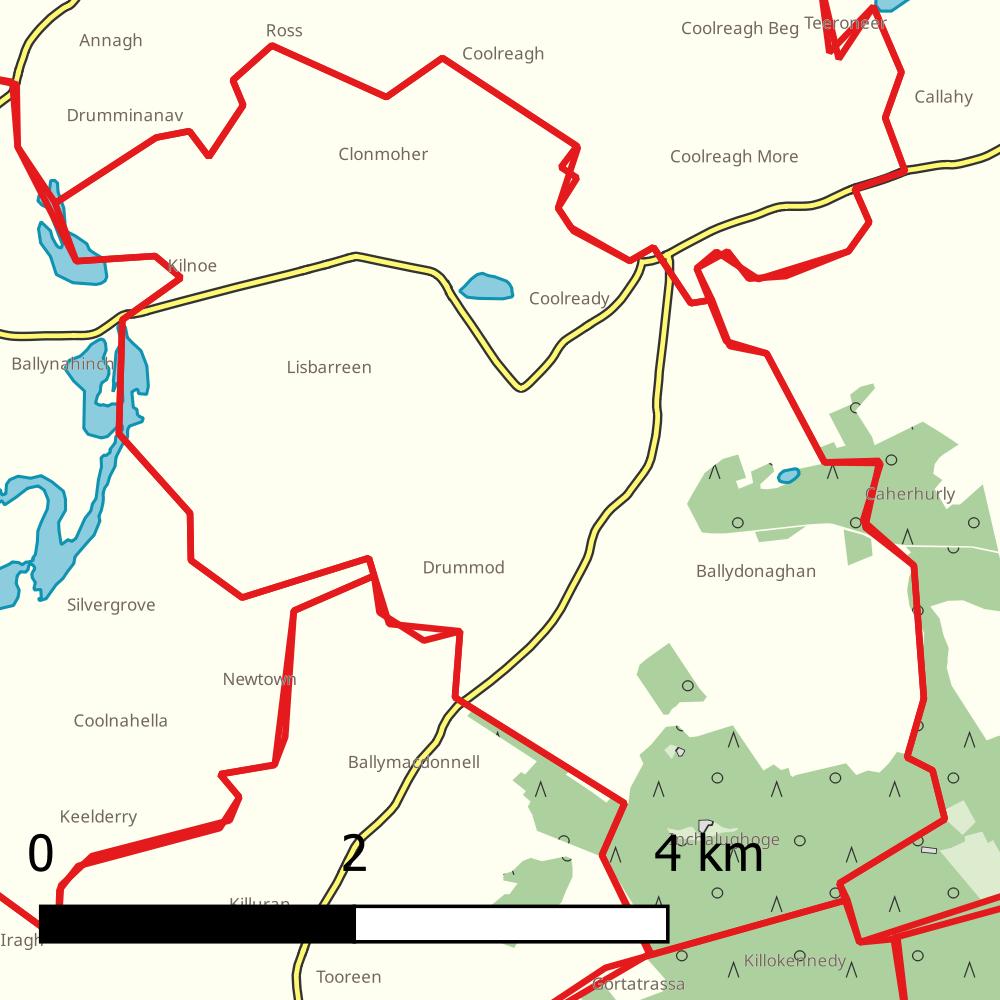 Ross
Coolreagh Beg
Teeroneer
Annagh
Coolreagh
Callahy
Drumminanav
Clonmoher
Coolreagh More
Kilnoe
Coolready
Ballynahinch
Lisbarreen
Caherhurly
Drummod
Ballydonaghan
Silvergrove
Newtown
Coolnahella
Ballymacdonnell
Keelderry
0 2 4 km
Killuran
Iragh
Killokennedy
Tooreen
Gortatrassa